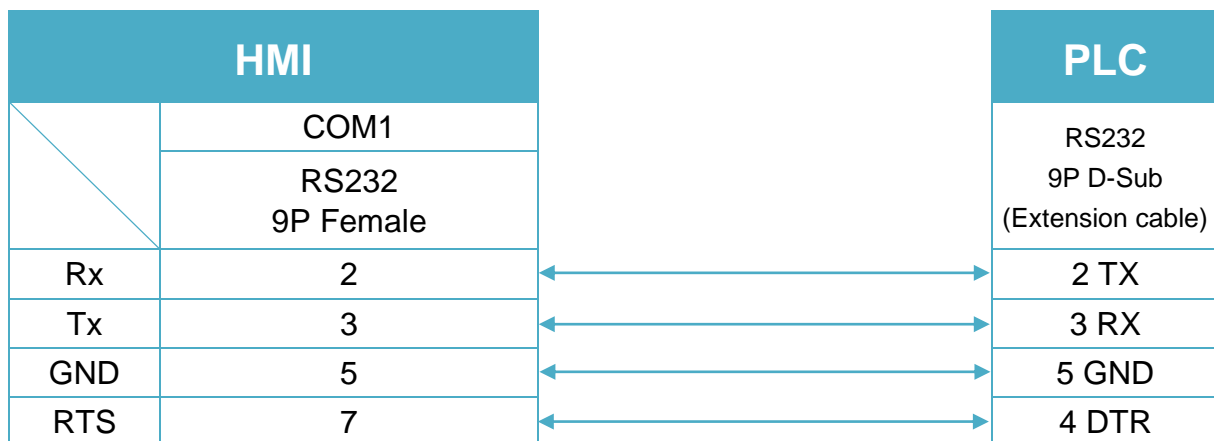 HMI PLC
COM1
RS232
9P Female
RS232
9P D-Sub
(Extension cable)
Rx 2 2 TX
Tx 3 3 RX
GND 5 5 GND
RTS 7 4 DTR